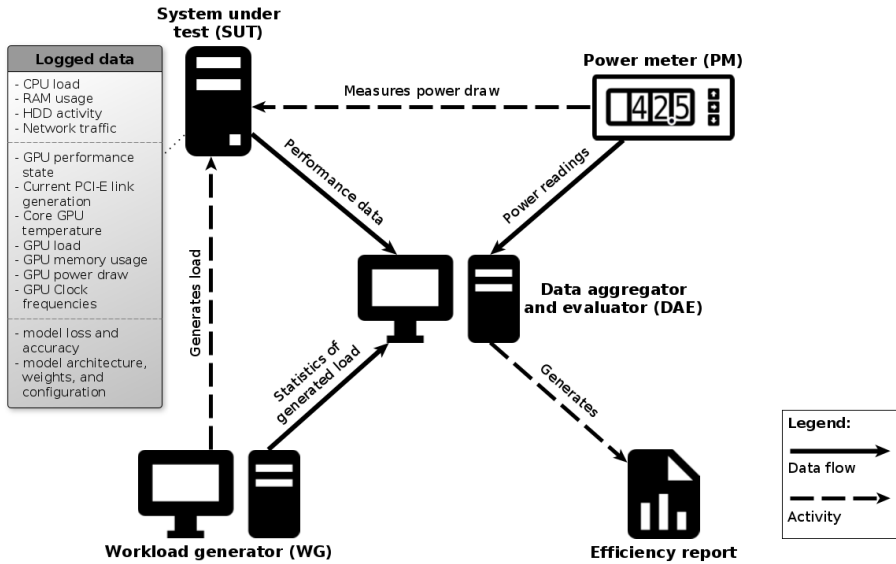 System under
test (SUT)
Logged data
- CPU load
- RAM usage
- HDD activity
- Network traffic
- GPU performance
state
- Current PCI-E link
generation
- Core GPU
temperature
- GPU load
- GPU memory usage
- GPU power draw
- GPU Clock
frequencies
- model loss and
accuracy
- model architecture,
weights, and
configuration
Power meter (PM)
42.5
Measures power draw
Performance data
Power readings
Generates load
Data aggregator
and evaluator (DAE)
Statistics of
generated load
Generates
Workload generator (WG)
Efficiency report
Legend:
Data flow
Activity